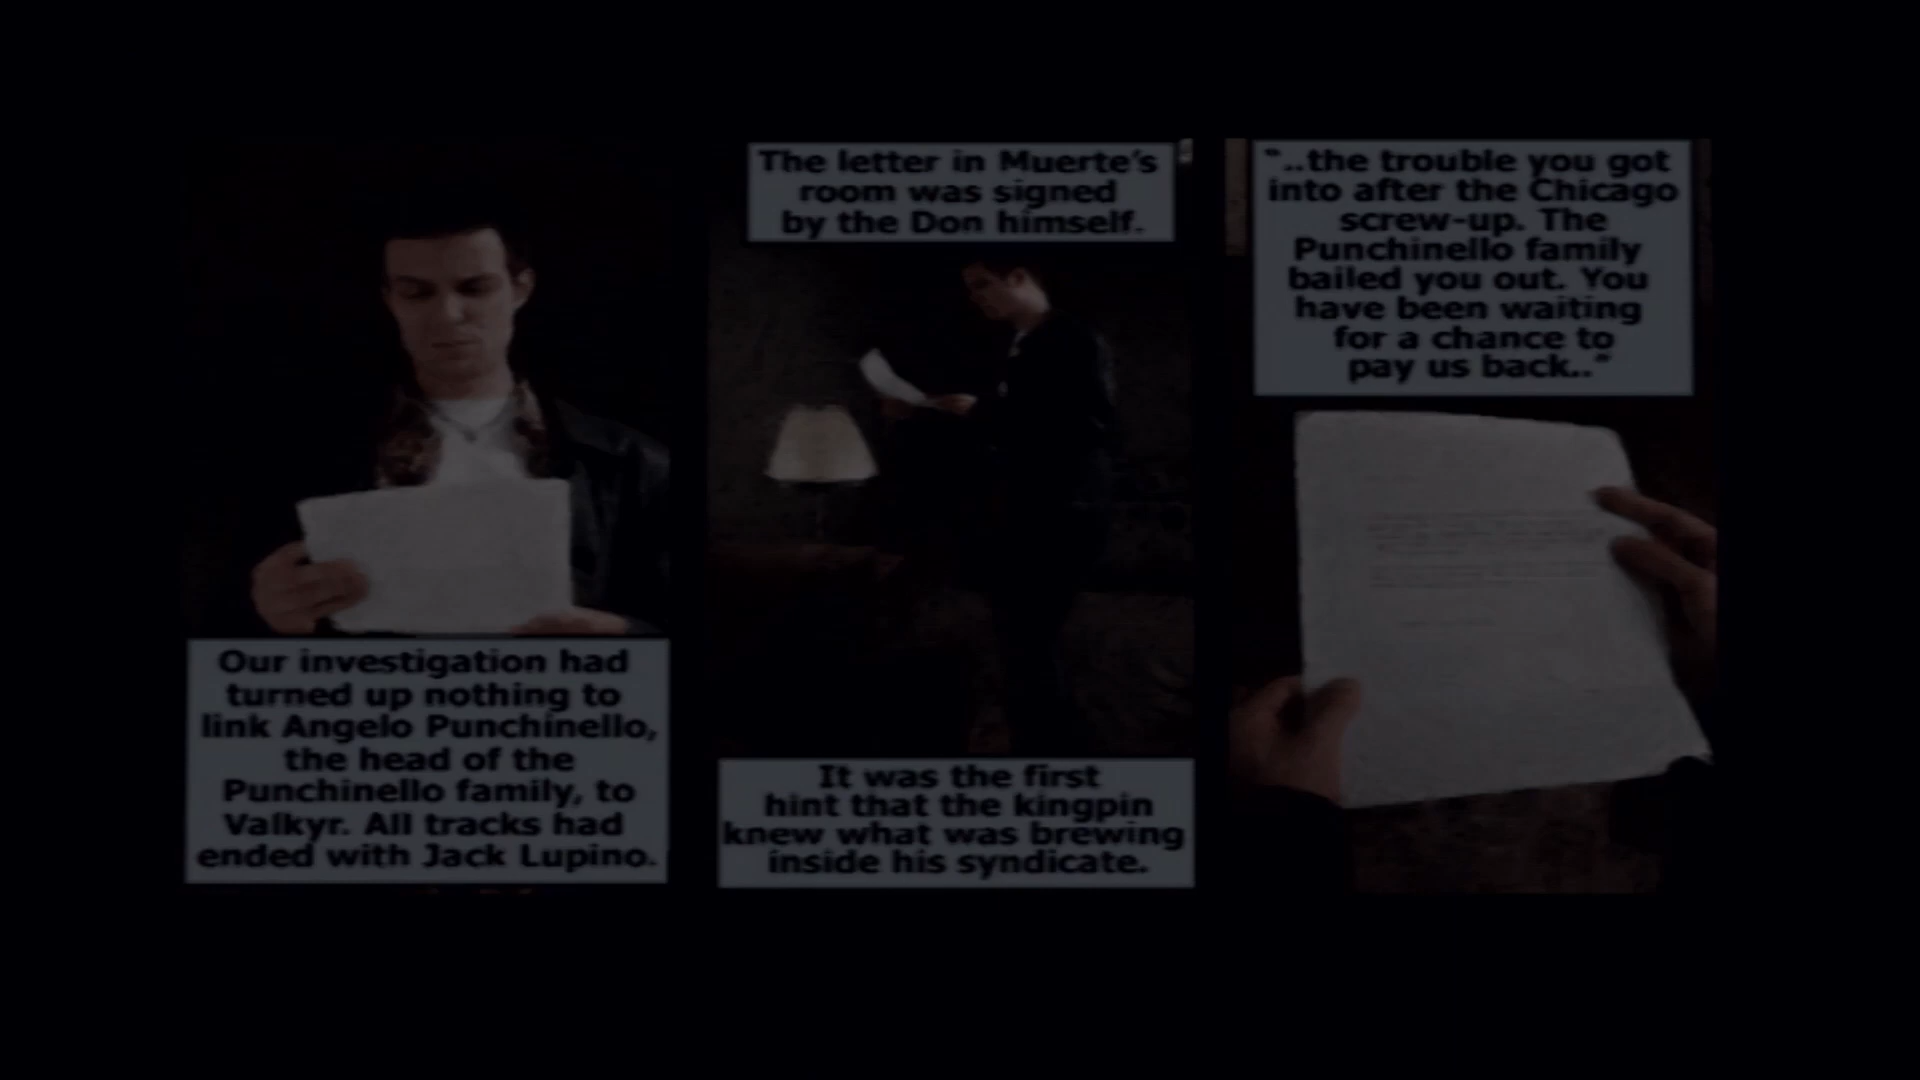 Our investigation had
turned up nothing to
link Angelo Punchinello,
the head of the
Punchinello family, to
Valkyr. All tracks had
ended with Jack Lupino.
The letter in Muerte's
room was signed
by the Don himself.
It was the first
hint that the kingpin
knew what was brewing
inside his syndicate.
"..the trouble you got
into after the Chicago
screw-up. The
Punchinello family
bailed you out. You
have been waiting
for a chance to
pay us back.."